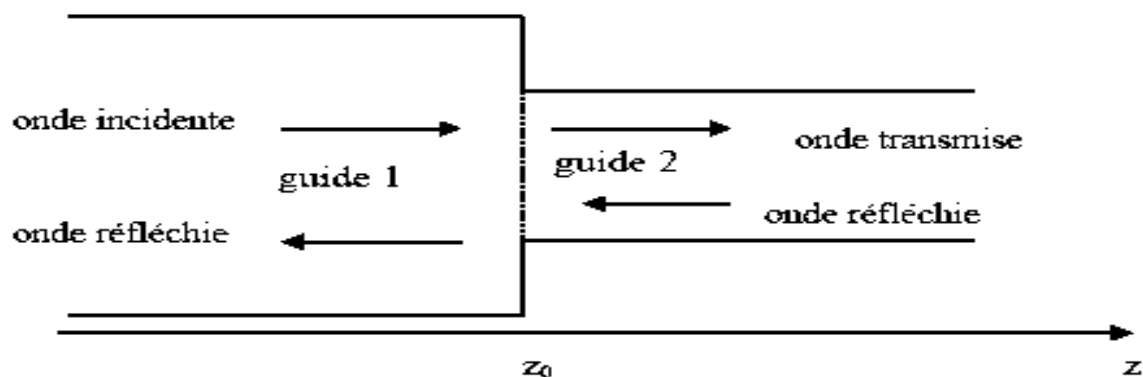 onde incidente
guide 1
onde réfléchie
guide 2
onde transmise
onde réfléchie
z₀
z